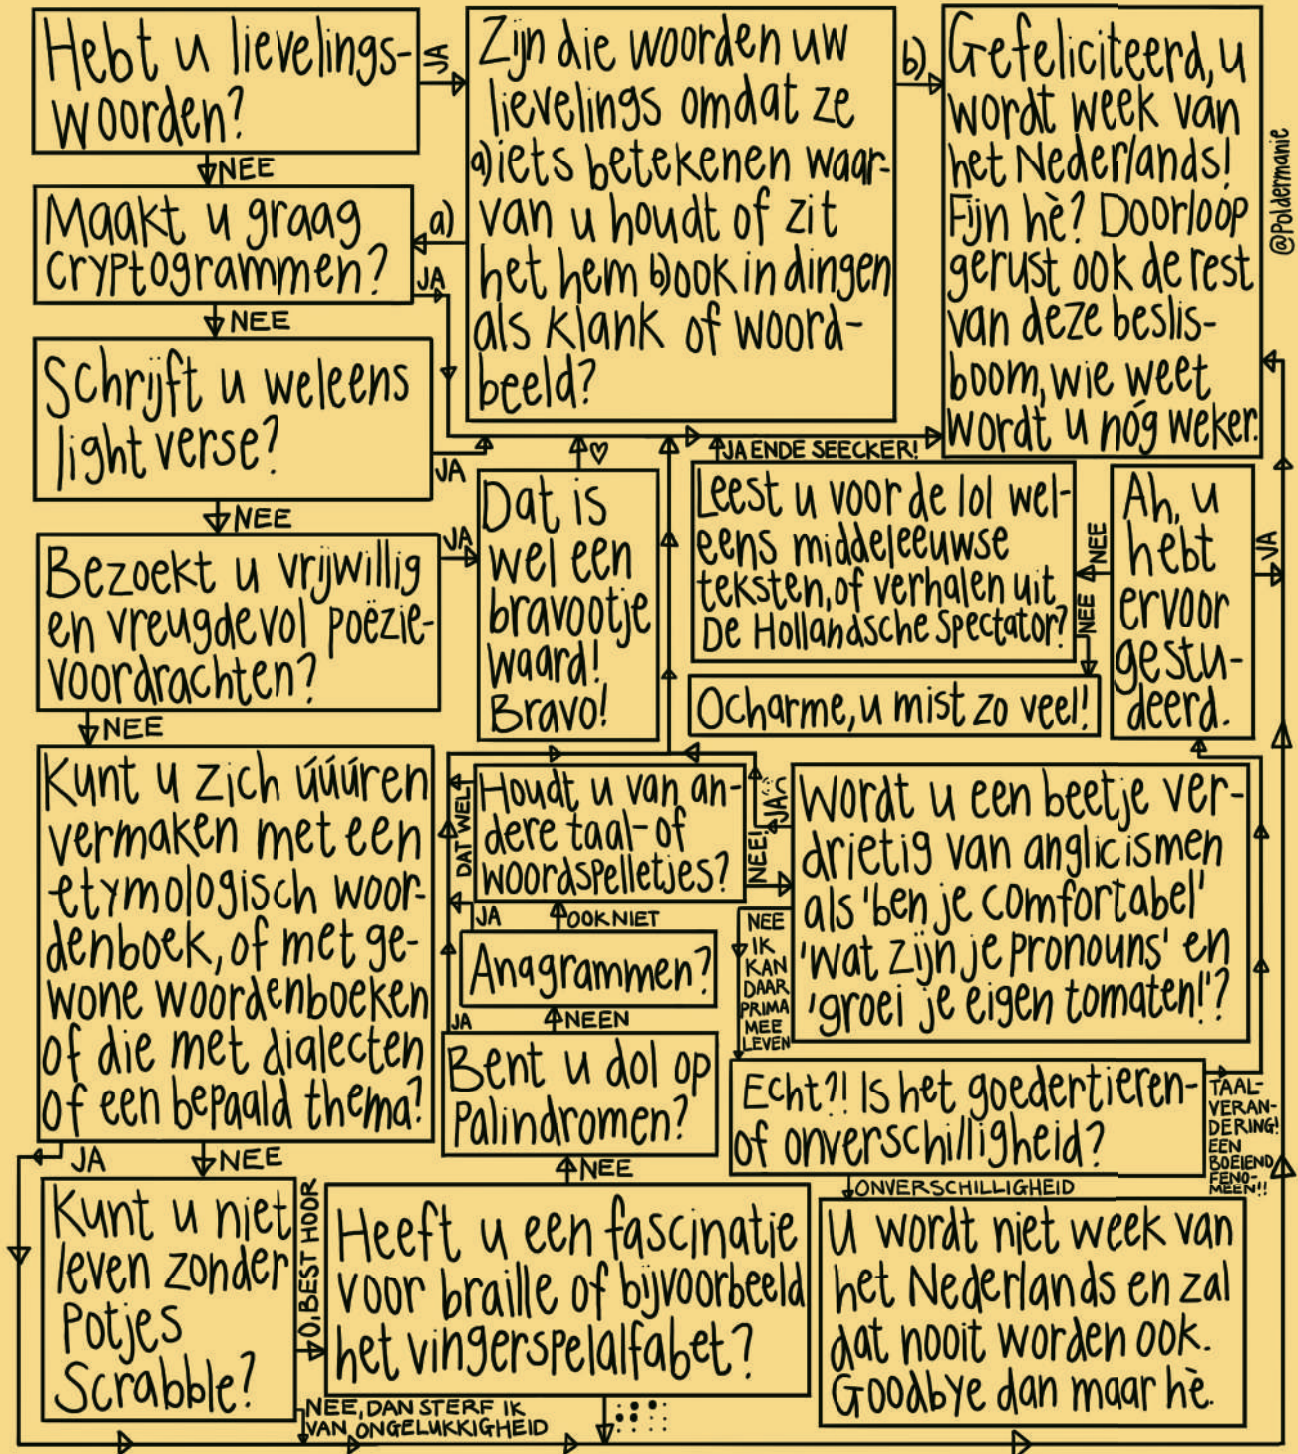 Hebt u lievelings-
woorden?
JA
NEE
Zijn die woorden uw
lievelings omdat ze
a) iets betekenen waar-
van u houdt of zit
het hem b) ook in dingen
als klank of woord-
beeld?
a)
b)
Gefeliciteerd, u
wordt week van
het Nederlands!
Fijn hè? Doorloop
gerust ook de rest
van deze beslis-
boom, wie weet
wordt u nóg weker.
@Poldermanie
Maakt u graag
cryptogrammen?
JA
NEE
Schrijft u weleens
light verse?
JA
NEE
Bezoekt u vrijwillig
en vreugdevol poëzie-
voordrachten?
JA
NEE
Dat is
wel een
bravootje
waard!
Bravo!
♡
JA ENDE SEECKER!
Leest u voor de lol wel-
eens middeleeuwse
teksten, of verhalen uit
De Hollandsche Spectator?
NEE
Ocharme, u mist zo veel!
NEE
Ah, u
hebt
ervoor
gestu-
deerd.
JA
Kunt u zich úúúren
vermaken met een
etymologisch woor-
denboek, of met ge-
wone woordenboeken
of die met dialecten
of een bepaald thema?
JA
NEE
Kunt u niet
leven zonder
potjes
Scrabble?
O, BEST HOOR
NEE, DAN STERF IK
VAN ONGELUKKIGHEID
Heeft u een fascinatie
voor braille of bijvoorbeeld
het vingerspelalfabet?
NEE
Bent u dol op
Palindromen?
JA
NEEN
Anagrammen?
JA
OOK NIET
Houdt u van an-
dere taal- of
woordspelletjes?
DAT WEL
NEE!
Wordt u een beetje ver-
drietig van anglicismen
als 'ben je comfortabel'
'wat zijn je pronouns' en
'groei je eigen tomaten!'?
JA
NEE
IK
KAN
DAAR
PRIMA
MEE
LEVEN
Echt?! Is het goedertieren-
of onverschilligheid?
TAAL-
VERAN-
DERING!
EEN
BOEIEND
FENO-
MEEN!!
ONVERSCHILLIGHEID
U wordt niet week van
het Nederlands en zal
dat nooit worden ook.
Goodbye dan maar hè.